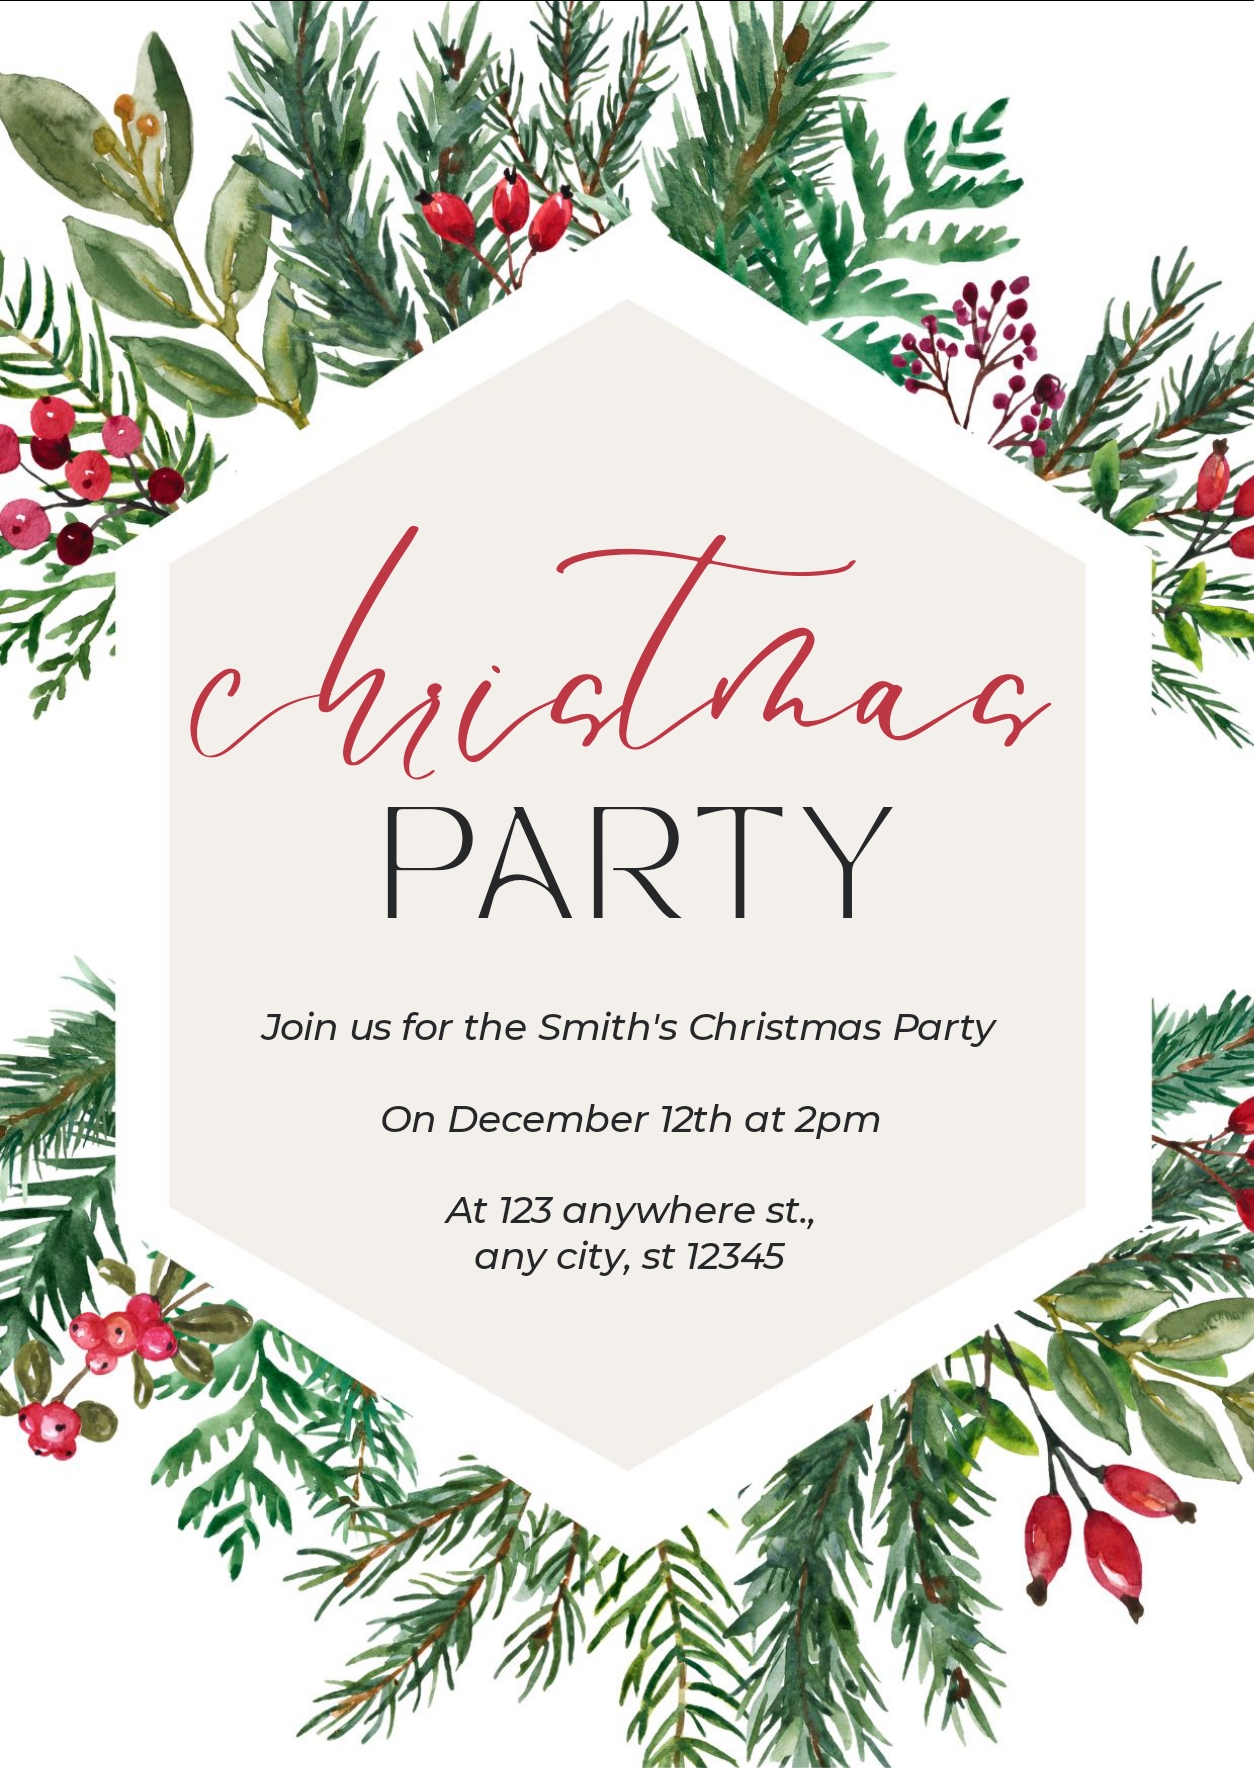 christmas
PARTY
Join us for the Smith's Christmas Party
On December 12th at 2pm
At 123 anywhere st.,
any city, st 12345